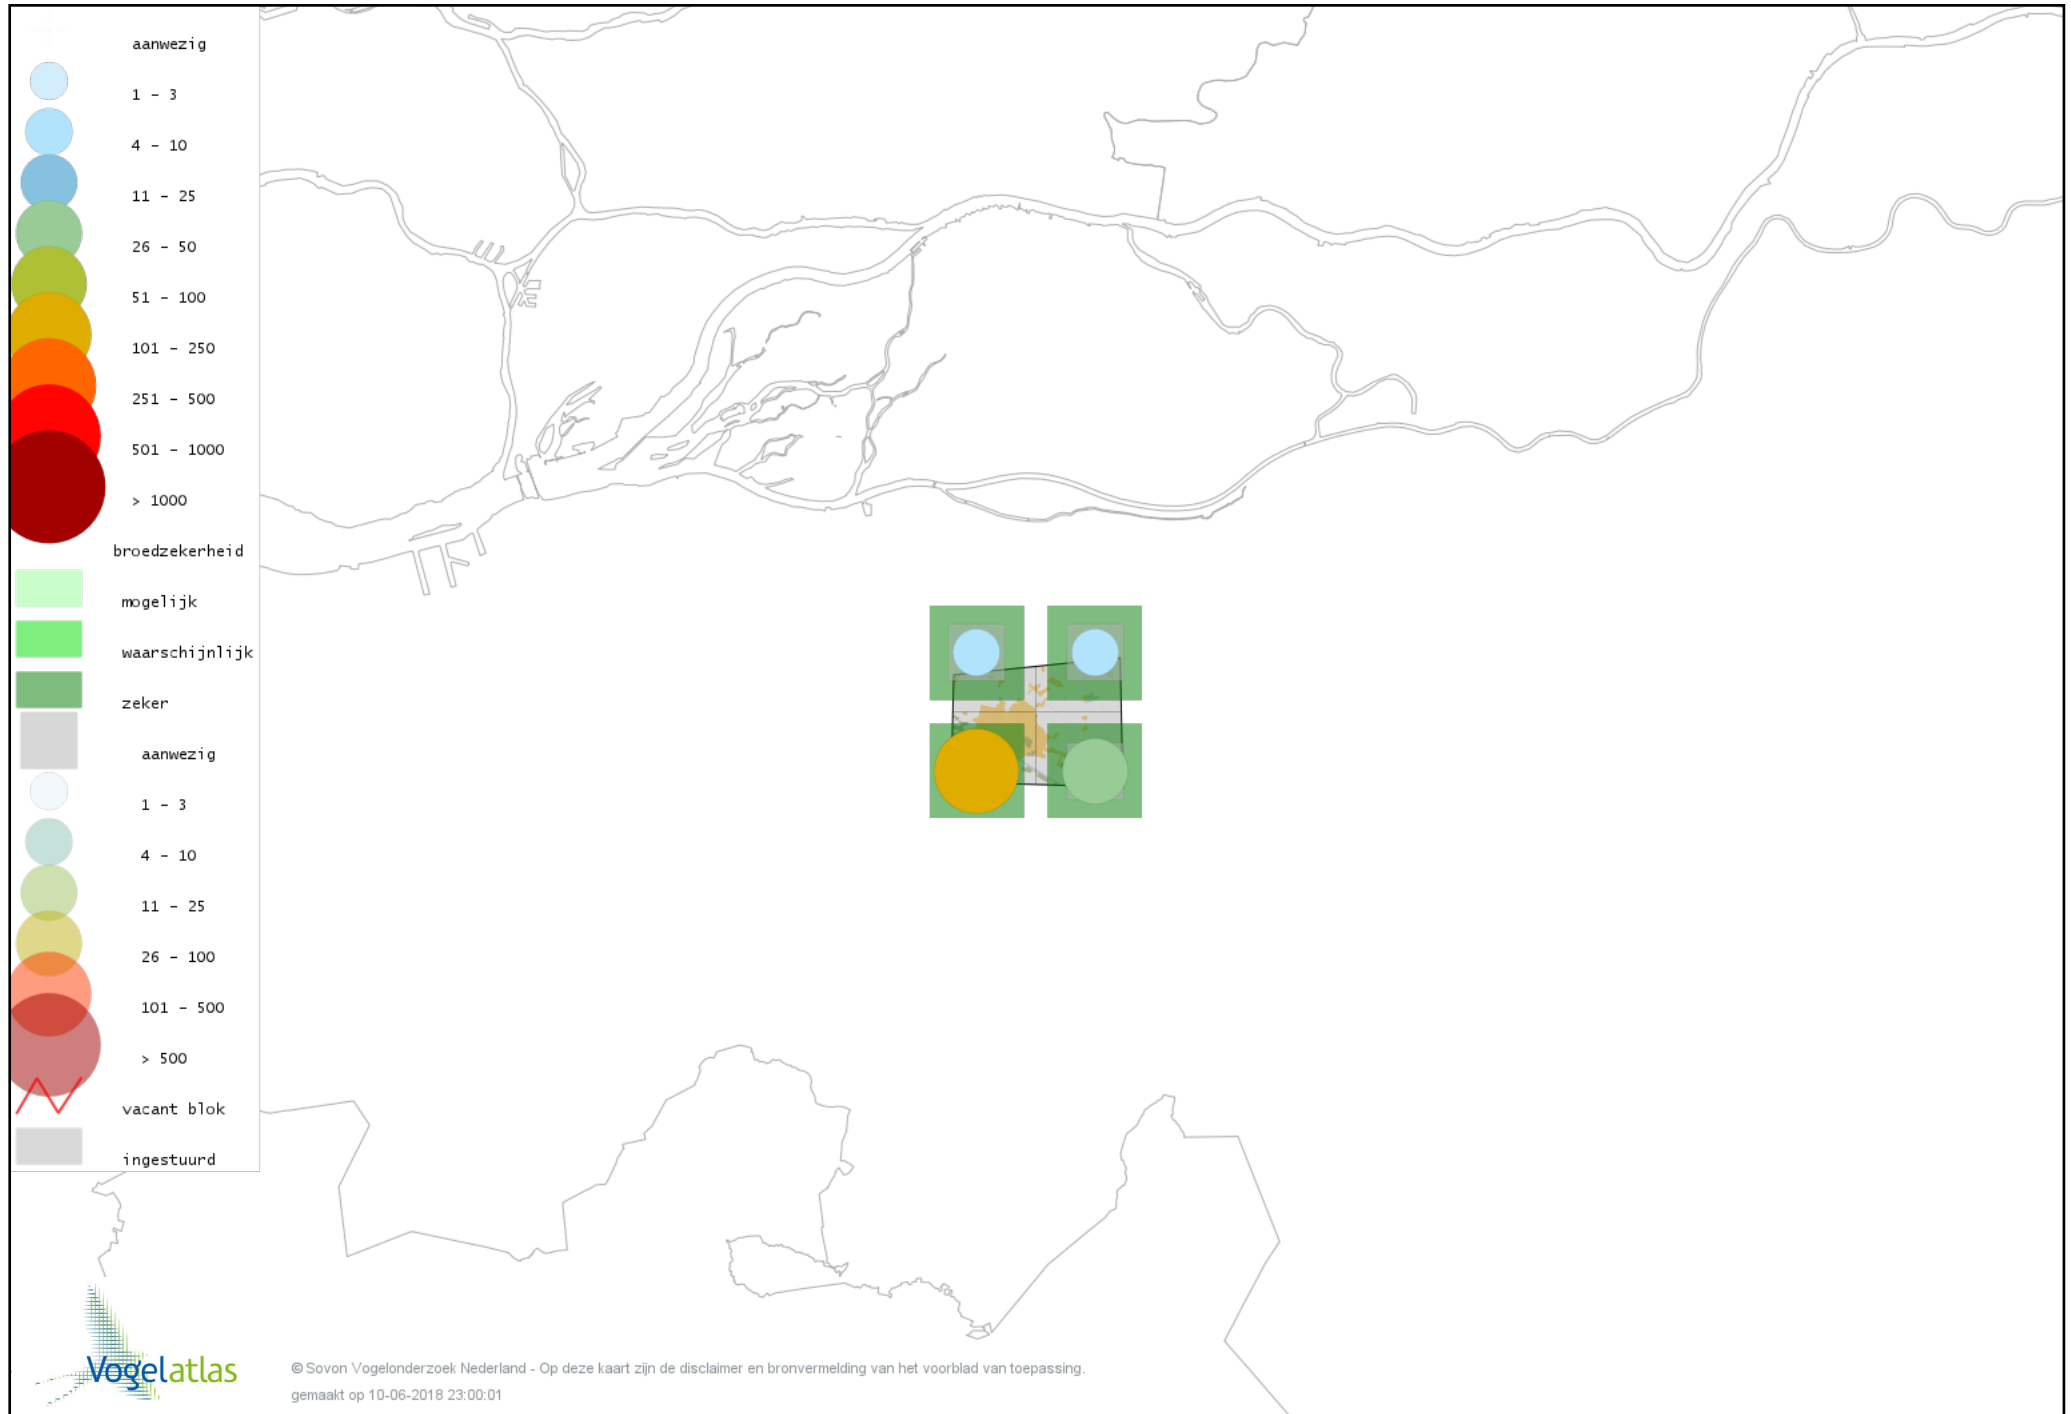 aanwezig
1 - 3
4 - 10
11 - 25
26 - 50
51 - 100
101 - 250
251 - 500
501 - 1000
> 1000
broedzekerheid
mogelijk
waarschijnlijk
zeker
aanwezig
1 - 3
4 - 10
11 - 25
26 - 100
101 - 500
> 500
vacant blok
ingestuurd
Vogelatlas
© Sovon Vogelonderzoek Nederland - Op deze kaart zijn de disclaimer en bronvermelding van het voorblad van toepassing.
gemaakt op 10-06-2018 23:00:01